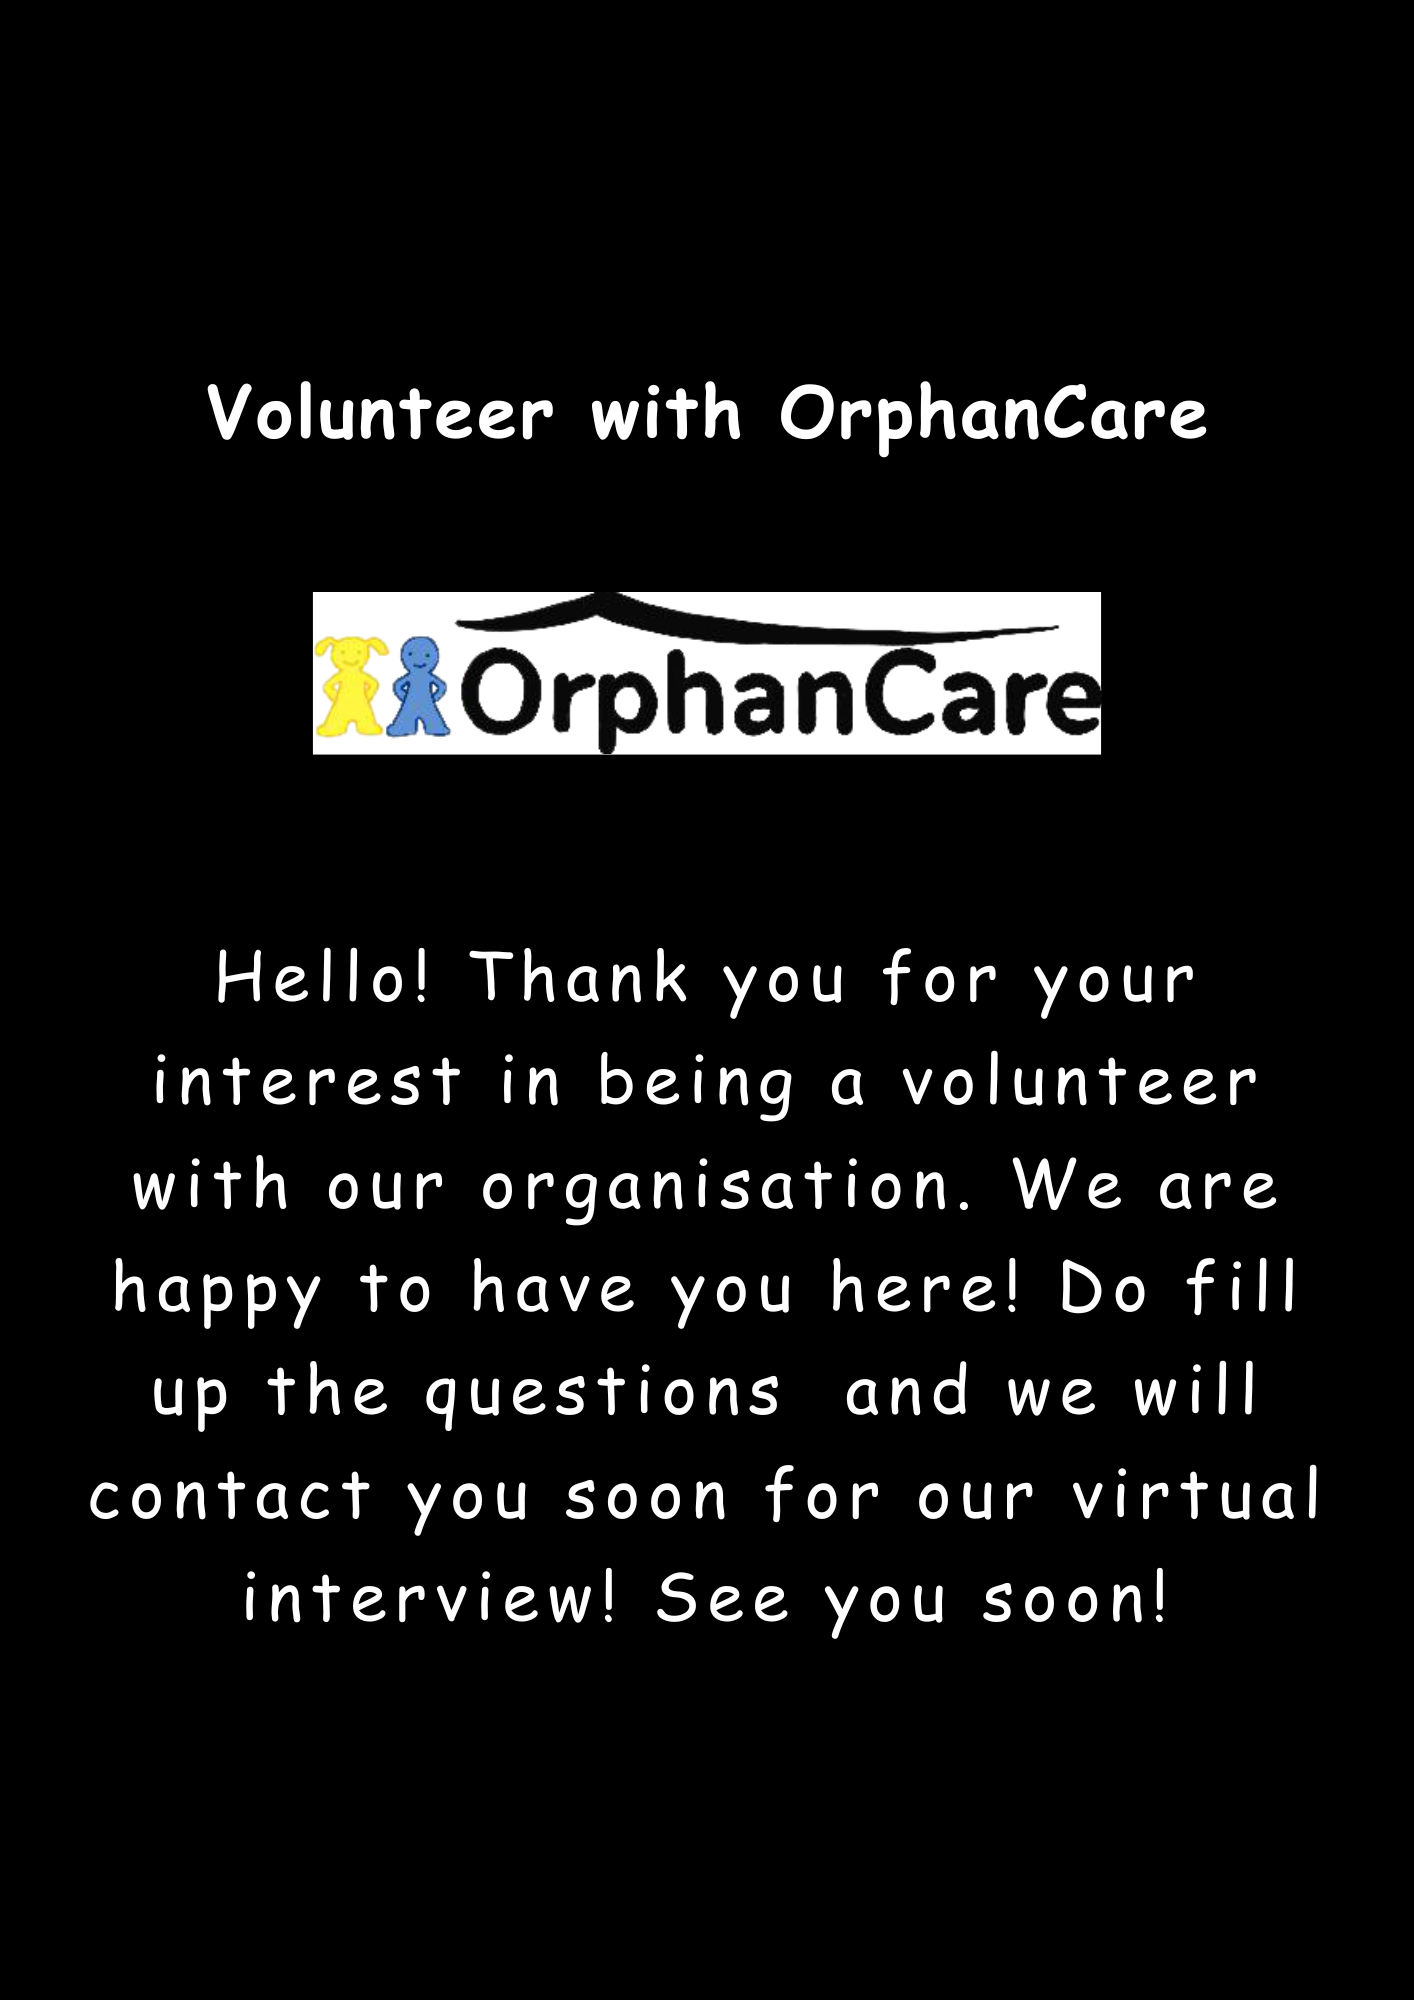 Volunteer with OrphanCare
OrphanCare
Hello! Thank you for your
interest in being a volunteer
with our organisation. We are
happy to have you here! Do fill
up the questions  and we will
contact you soon for our virtual
interview! See you soon!